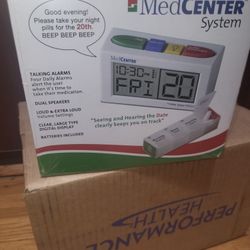 MEDCENTER
System
Good evening!
Please take your night
pills for the 20th.
BEEP BEEP BEEP
MEDCENTER
10:30
FRI 20
TALKING ALARMS
Four Daily Alarms
alert the user
when it's time to
take their medication.
DUAL SPEAKERS
LOUD & EXTRA LOUD
Volume Settings
CLEAR, LARGE TYPE
DIGITAL DISPLAY
BATTERIES INCLUDED
"Seeing and Hearing the Date
clearly keeps you on track"
PERFORMANCE
HEALTH